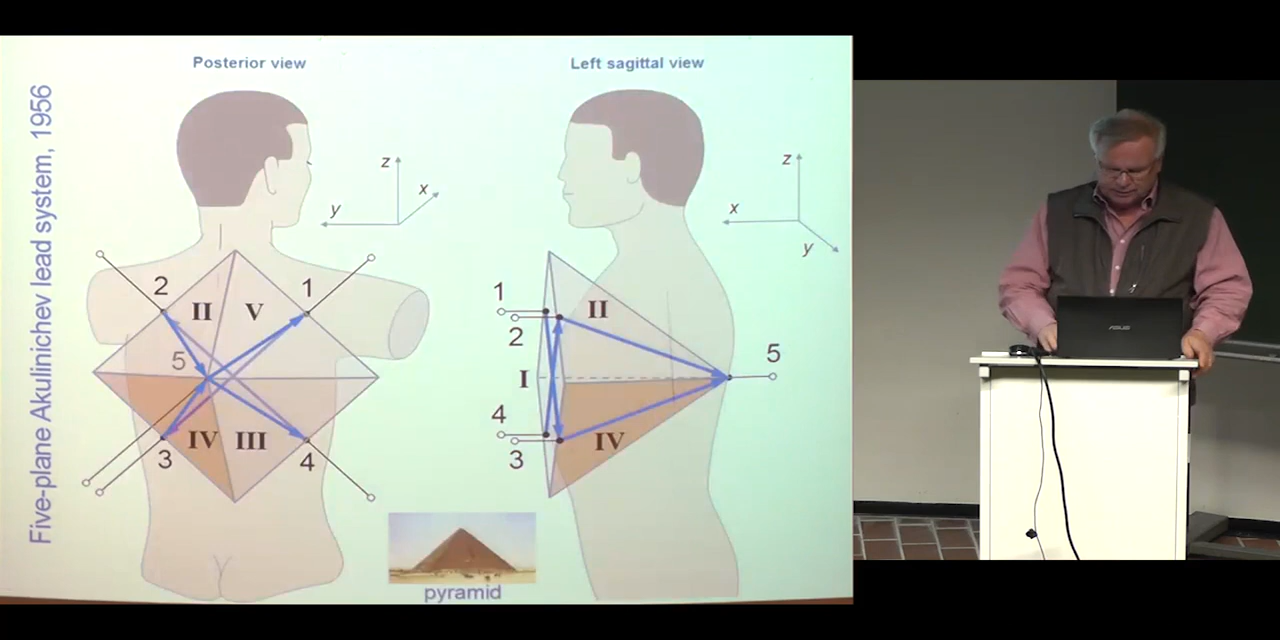 Five-plane Akulinichev lead system, 1956
Posterior view
Left sagittal view
z
x
y
z
x
y
2
1
II
V
5
IV
III
3
4
1
2
II
I
5
4
3
IV
pyramid
ASUS